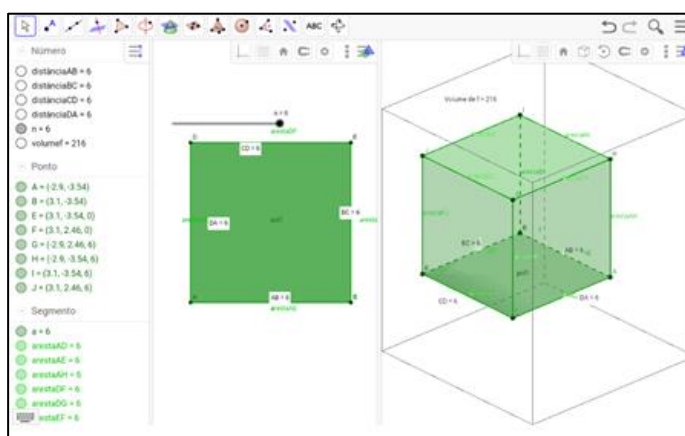 ABC
Número
distânciaAB = 6
distânciaBC = 6
distânciaCD = 6
distânciaDA = 6
n = 6
volumef = 216
Ponto
A = (-2.9, -3.54)
B = (3.1, -3.54)
E = (3.1, -3.54, 0)
F = (3.1, 2.46, 0)
G = (-2.9, 2.46, 6)
H = (-2.9, -3.54, 6)
I = (3.1, -3.54, 6)
J = (3.1, 2.46, 6)
Segmento
a = 6
arestaAD = 6
arestaAE = 6
arestaAH = 6
arestaDF = 6
arestaDG = 6
n = 6
arestaDF
CD = 6
BC = 6
DA = 6
AB = 6
arestaAE
Volume de f = 216
BC = 6
AB = 6
CD = 6
DA = 6